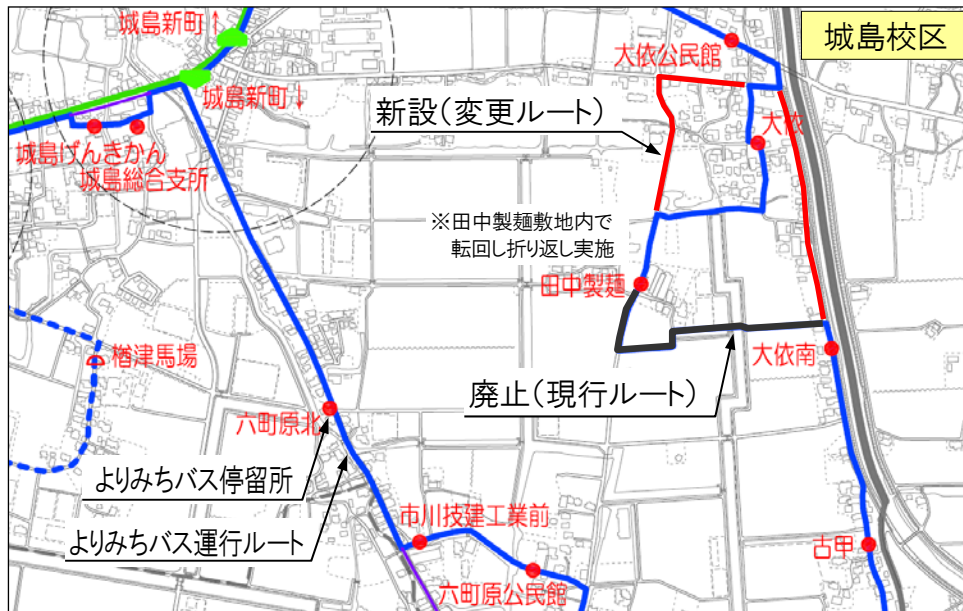 城島校区
城島新町↑
大依公民館
城島新町↓
新設(変更ルート)
大依
城島げんきかん
城島総合支所
※田中製麺敷地内で
転回し折り返し実施
田中製麺
楢津馬場
大依南
廃止(現行ルート)
六町原北
よりみちバス停留所
市川技建工業前
よりみちバス運行ルート
古甲
六町原公民館